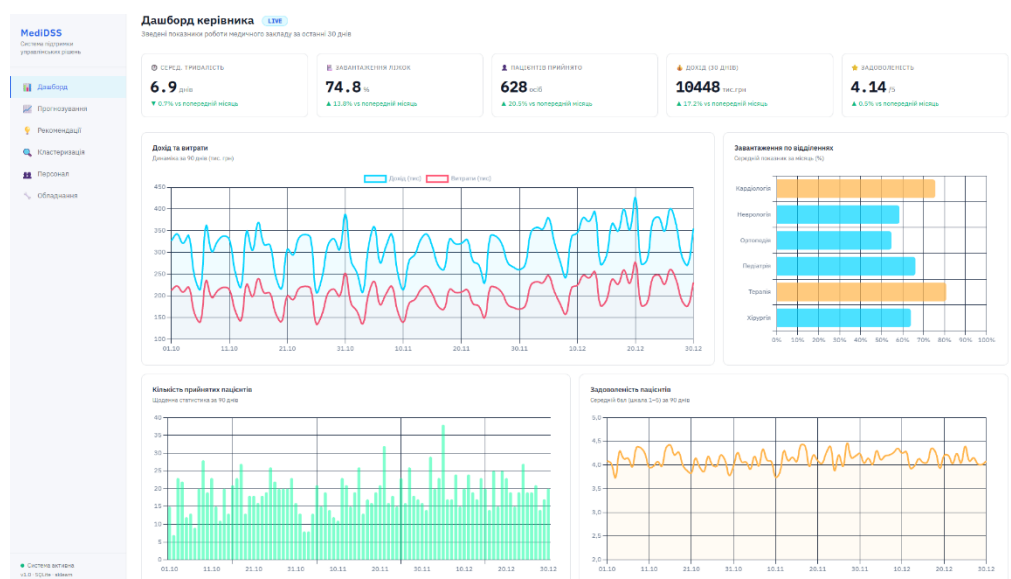 MediDSS
Система підтримки
управлінських рішень
Дашборд
Прогнозування
Рекомендації
Кластеризація
Персонал
Обладнання
Система активна
v1.0 · SQLite · sklearn
Дашборд керівника LIVE
Зведені показники роботи медичного закладу за останні 30 днів
СЕРЕД. ТРИВАЛІСТЬ
6.9 днів
▼ 0.7% vs попередній місяць
ЗАВАНТАЖЕННЯ ЛІЖОК
74.8 %
▲ 13.8% vs попередній місяць
ПАЦІЄНТІВ ПРИЙНЯТО
628 осіб
▲ 20.5% vs попередній місяць
ДОХІД (30 ДНІВ)
10448 тис.грн
▲ 17.2% vs попередній місяць
ЗАДОВОЛЕНІСТЬ
4.14 /5
▲ 0.5% vs попередній місяць
Дохід та витрати
Динаміка за 90 днів (тис. грн)
Дохід (тис) Витрати (тис)
450
400
350
300
250
200
150
100
01.10 11.10 21.10 31.10 10.11 20.11 30.11 10.12 20.12 30.12
Завантаження по відділеннях
Середній показник за місяць (%)
Кардіологія
Неврологія
Ортопедія
Педіатрія
Терапія
Хірургія
0% 10% 20% 30% 40% 50% 60% 70% 80% 90% 100%
Кількість прийнятих пацієнтів
Щоденна статистика за 90 днів
40
35
30
25
20
15
10
5
0
01.10 11.10 21.10 31.10 10.11 20.11 30.11 10.12 20.12 30.12
Задоволеність пацієнтів
Середній бал (шкала 1–5) за 90 днів
5,0
4,5
4,0
3,5
3,0
2,5
2,0
01.10 11.10 21.10 31.10 10.11 20.11 30.11 10.12 20.12 30.12